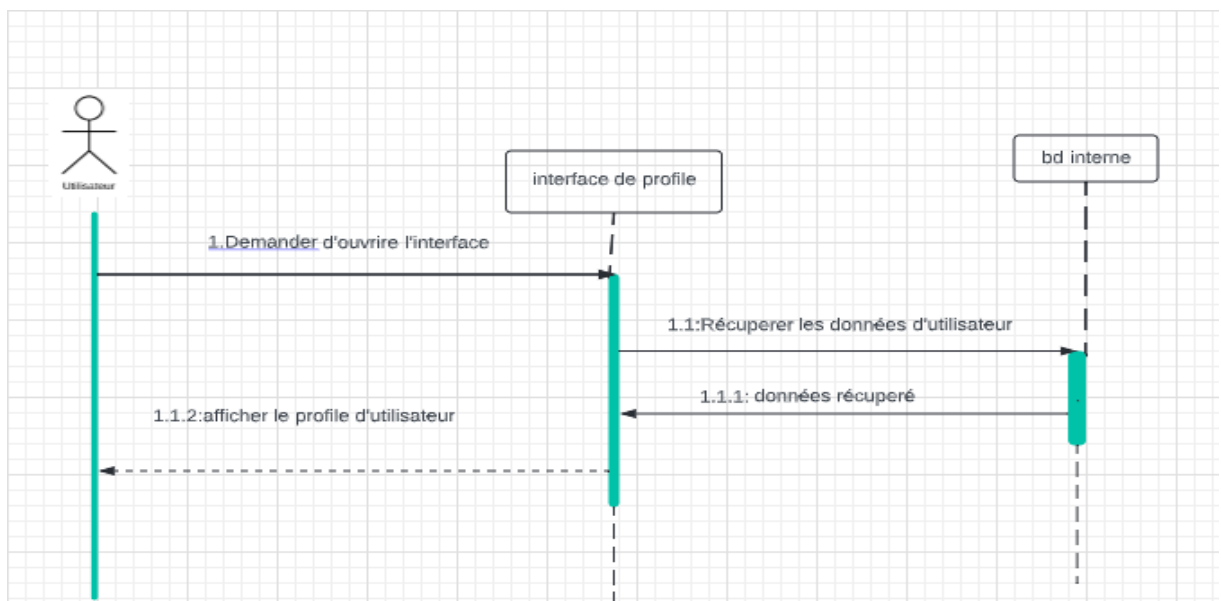 bd interne
interface de profile
Utilisateur
1.Demander d'ouvrire l'interface
1.1:Récuperer les données d'utilisateur
1.1.1: données récuperé
1.1.2:afficher le profile d'utilisateur